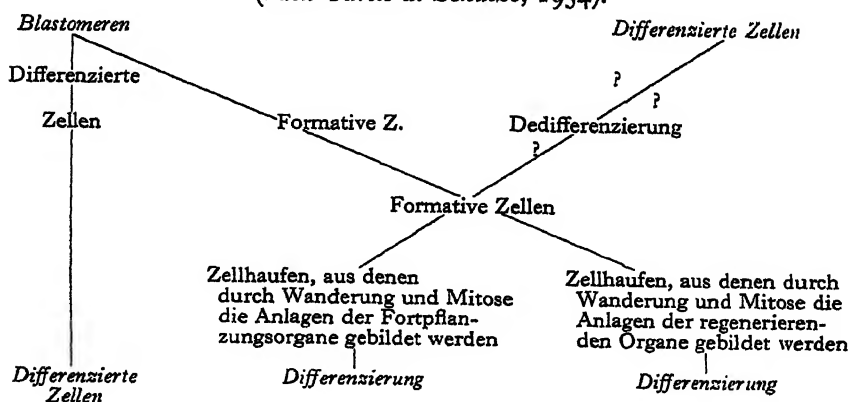 1934).
Blastomeren
Differenzierte Zellen
Differenzierte
?
?
Zellen
Formative Z.
Dedifferenzierung
?
Formative Zellen
Zellhaufen, aus denen
durch Wanderung und Mitose
die Anlagen der Fortpflan-
zungsorgane gebildet werden
Zellhaufen, aus denen durch
Wanderung und Mitose die
Anlagen der regenerieren-
den Organe gebildet werden
Differenzierte
Zellen
Differenzierung
Differenzierung